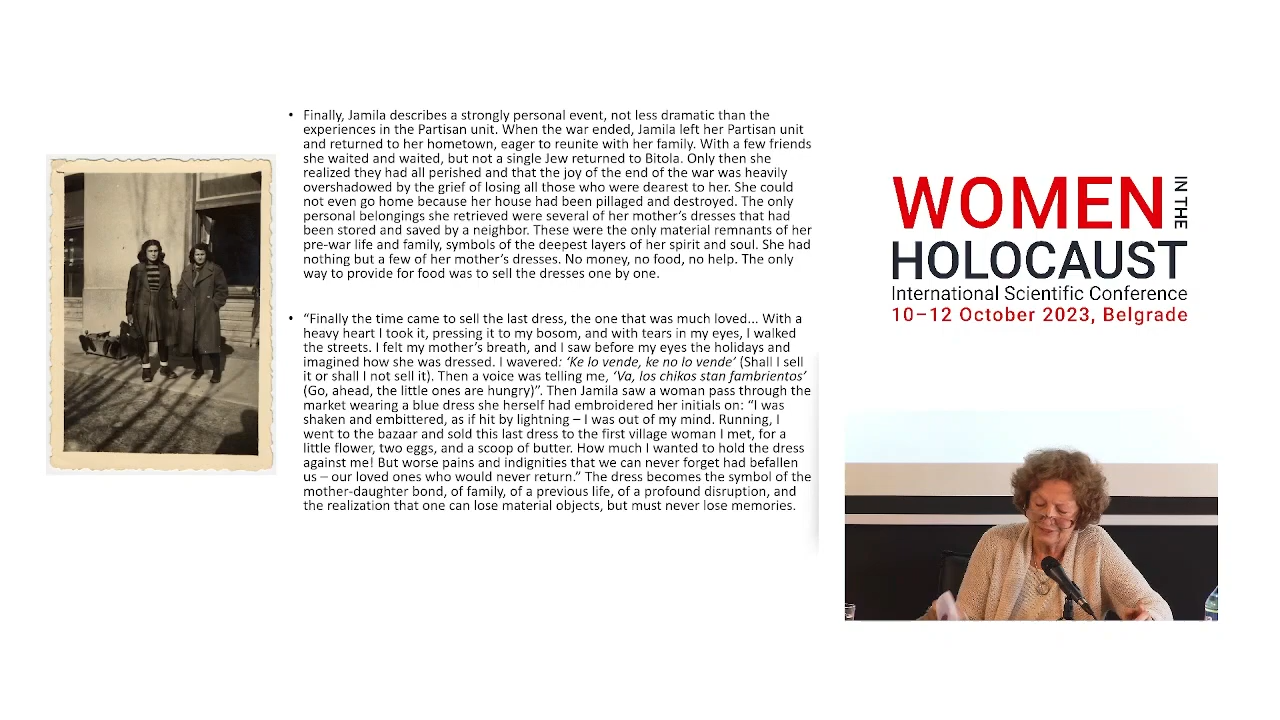 • Finally, Jamila describes a strongly personal event, not less dramatic than the
experiences in the Partisan unit. When the war ended, Jamila left her Partisan unit
and returned to her hometown, eager to reunite with her family. With a few friends
she waited and waited, but not a single Jew returned to Bitola. Only then she
realized they had all perished and that the joy of the end of the war was heavily
overshadowed by the grief of losing all those who were dearest to her. She could
not even go home because her house had been pillaged and destroyed. The only
personal belongings she retrieved were several of her mother’s dresses that had
been stored and saved by a neighbor. These were the only material remnants of her
pre-war life and family, symbols of the deepest layers of her spirit and soul. She had
nothing but a few of her mother’s dresses. No money, no food, no help. The only
way to provide for food was to sell the dresses one by one.
• “Finally the time came to sell the last dress, the one that was much loved... With a
heavy heart I took it, pressing it to my bosom, and with tears in my eyes, I walked
the streets. I felt my mother’s breath, and I saw before my eyes the holidays and
imagined how she was dressed. I wavered: ‘Ke lo vende, ke no lo vende’ (Shall I sell
it or shall I not sell it). Then a voice was telling me, ‘Va, los chikos stan fambrientos’
(Go, ahead, the little ones are hungry)”. Then Jamila saw a woman pass through the
market wearing a blue dress she herself had embroidered her initials on: “I was
shaken and embittered, as if hit by lightning – I was out of my mind. Running, I
went to the bazaar and sold this last dress to the first village woman I met, for a
little flower, two eggs, and a scoop of butter. How much I wanted to hold the dress
against me! But worse pains and indignities that we can never forget had befallen
us – our loved ones who would never return.” The dress becomes the symbol of the
mother-daughter bond, of family, of a previous life, of a profound disruption, and
the realization that one can lose material objects, but must never lose memories.
WOMEN IN THE
HOLOCAUST
International Scientific Conference
10–12 October 2023, Belgrade